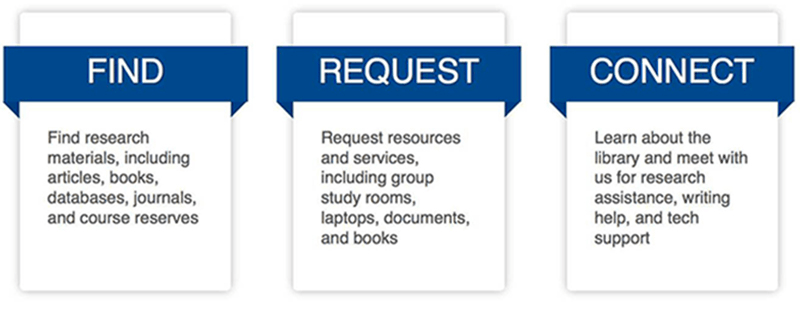 FIND
Find research
materials, including
articles, books,
databases, journals,
and course reserves
REQUEST
Request resources
and services,
including group
study rooms,
laptops, documents,
and books
CONNECT
Learn about the
library and meet with
us for research
assistance, writing
help, and tech
support